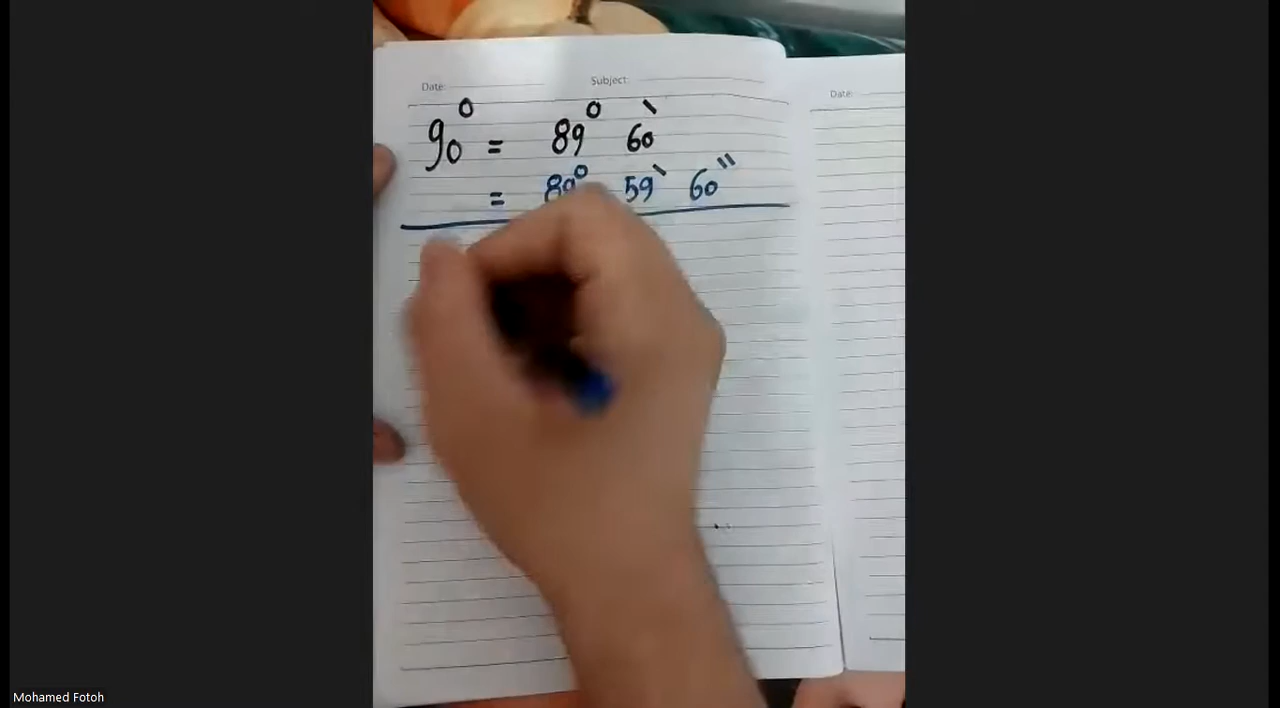 Date: Subject:
Date:
90° = 89° 60'
= 89° 59' 60"
Mohamed Fotoh